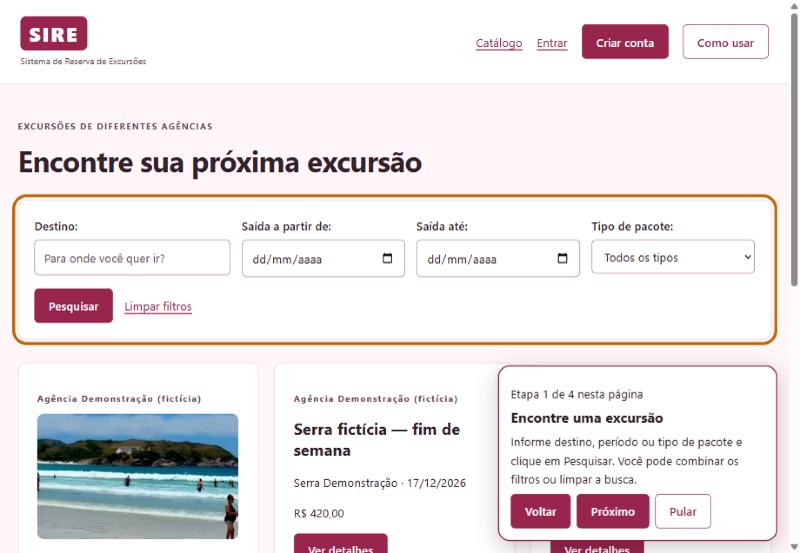 SIRE
Sistema de Reserva de Excursões
Catálogo
Entrar
Criar conta
Como usar
EXCURSÕES DE DIFERENTES AGÊNCIAS
Encontre sua próxima excursão
Destino:
Saída a partir de:
Saída até:
Tipo de pacote:
Para onde você quer ir?
dd/mm/aaaa
dd/mm/aaaa
Todos os tipos
Pesquisar
Limpar filtros
Agência Demonstração (fictícia)
Agência Demonstração (fictícia)
Serra fictícia — fim de
semana
Serra Demonstração · 17/12/2026
R$ 420,00
Ver detalhes
Etapa 1 de 4 nesta página
Encontre uma excursão
Informe destino, período ou tipo de pacote e
clique em Pesquisar. Você pode combinar os
filtros ou limpar a busca.
Voltar
Próximo
Pular
Ver detalhes